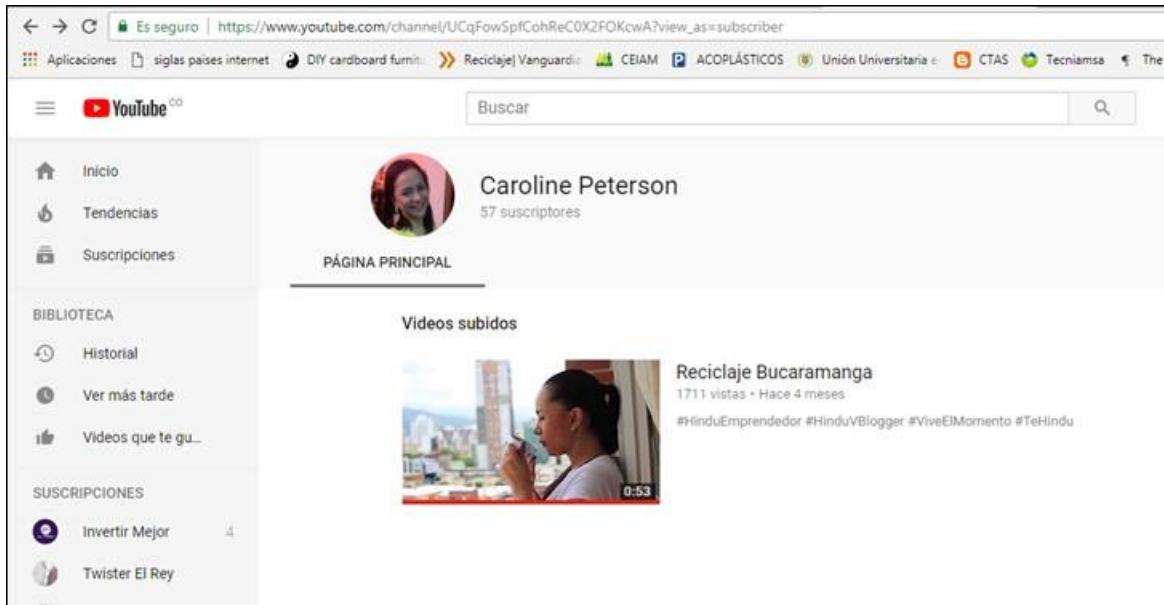 Es seguro | https://www.youtube.com/channel/UCqFowSpfCohReC0X2FOKcwA?view_as=subscriber
Aplicaciones siglas paises internet DIY cardboard furnit Reciclaje| Vanguardia CEIAM ACOPLÁSTICOS Unión Universitaria e CTAS Tecniamsa The
YouTube CO
Buscar
Inicio
Tendencias
Suscripciones
BIBLIOTECA
Historial
Ver más tarde
Videos que te gu...
SUSCRIPCIONES
Invertir Mejor 4
Twister El Rey
Caroline Peterson
57 suscriptores
PÁGINA PRINCIPAL
Videos subidos
0:53
Reciclaje Bucaramanga
1711 vistas • Hace 4 meses
#HinduEmprendedor #HinduVBlogger #ViveElMomento #TeHindu